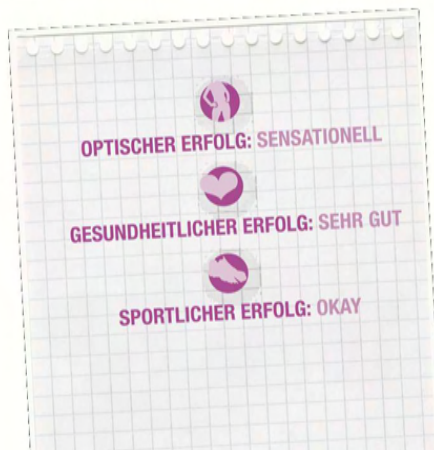 OPTISCHER ERFOLG: SENSATIONELL
GESUNDHEITLICHER ERFOLG: SEHR GUT
SPORTLICHER ERFOLG: OKAY